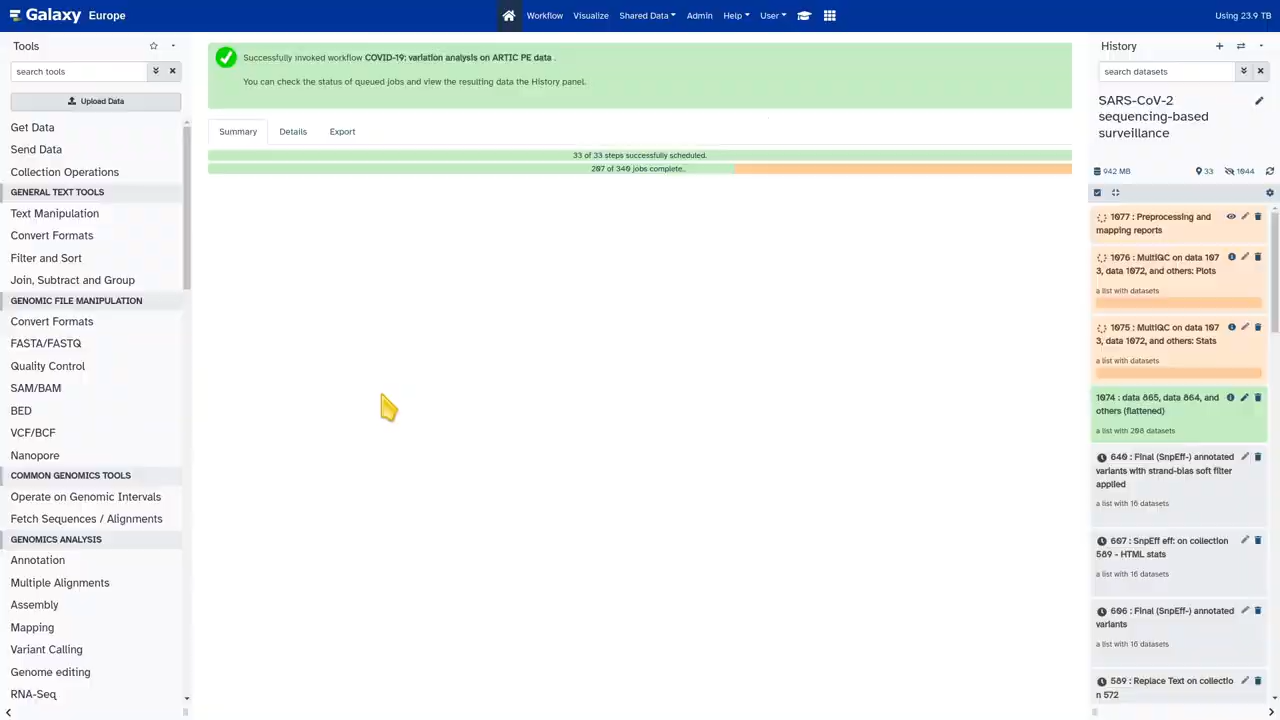 Galaxy Europe
Workflow Visualize Shared Data Admin Help User
Using 23.9 TB
Tools
search tools
Upload Data
Get Data
Send Data
Collection Operations
GENERAL TEXT TOOLS
Text Manipulation
Convert Formats
Filter and Sort
Join, Subtract and Group
GENOMIC FILE MANIPULATION
Convert Formats
FASTA/FASTQ
Quality Control
SAM/BAM
BED
VCF/BCF
Nanopore
COMMON GENOMICS TOOLS
Operate on Genomic Intervals
Fetch Sequences / Alignments
GENOMICS ANALYSIS
Annotation
Multiple Alignments
Assembly
Mapping
Variant Calling
Genome editing
RNA-Seq
Successfully invoked workflow COVID-19: variation analysis on ARTIC PE data .
You can check the status of queued jobs and view the resulting data the History panel.
Summary Details Export
33 of 33 steps successfully scheduled.
207 of 340 jobs complete..
History
search datasets
SARS-CoV-2
sequencing-based
surveillance
942 MB 33 1044
1077 : Preprocessing and
mapping reports
1076 : MultiQC on data 107
3, data 1072, and others: Plots
a list with datasets
1075 : MultiQC on data 107
3, data 1072, and others: Stats
a list with datasets
1074 : data 865, data 864, and
others (flattened)
a list with 208 datasets
640 : Final (SnpEff-) annotated
variants with strand-bias soft filter
applied
a list with 16 datasets
607 : SnpEff eff: on collection
589 - HTML stats
a list with 16 datasets
606 : Final (SnpEff-) annotated
variants
a list with 16 datasets
589 : Replace Text on collectio
n 572